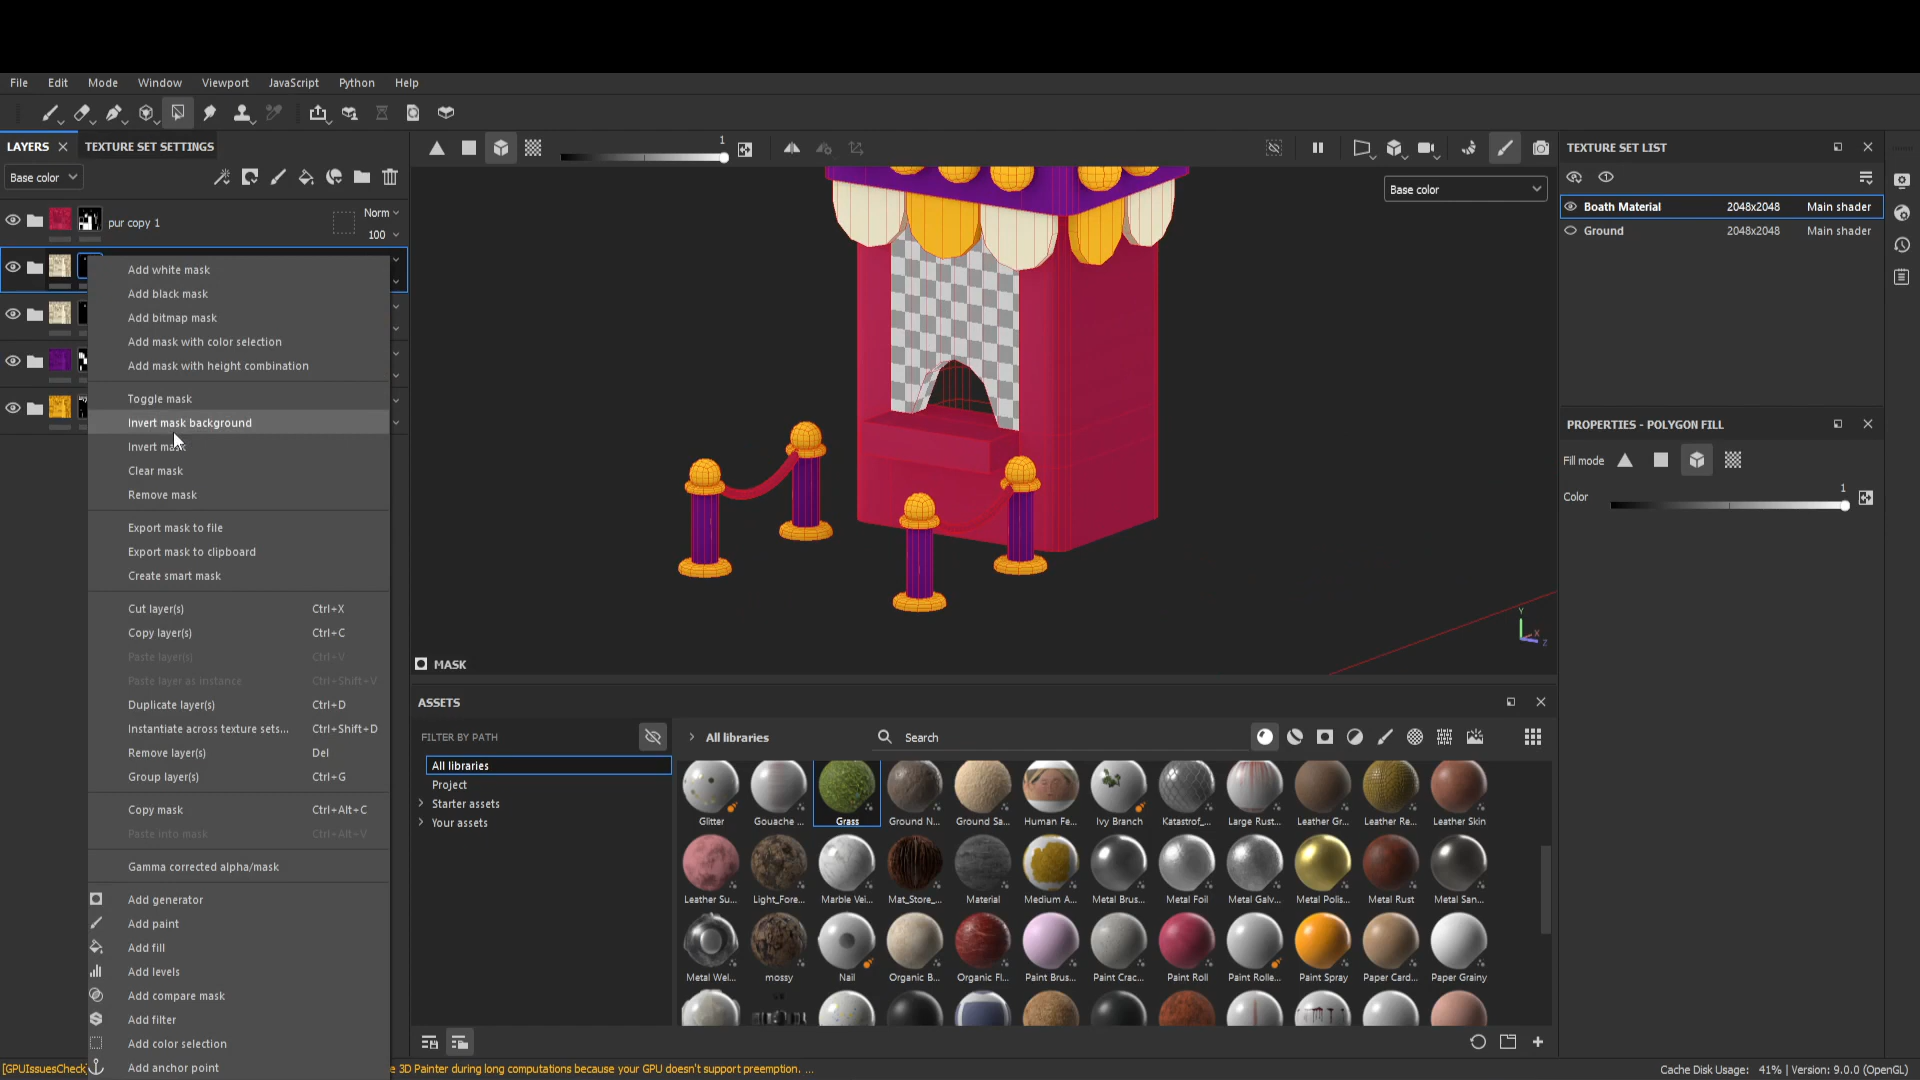 File Edit Mode Window Viewport JavaScript Python Help
LAYERS TEXTURE SET SETTINGS
Base color
pur copy 1
Norm
100
Add white mask
Add black mask
Add bitmap mask
Add mask with color selection
Add mask with height combination
Toggle mask
Invert mask background
Invert mask
Clear mask
Remove mask
Export mask to file
Export mask to clipboard
Create smart mask
Cut layer(s) Ctrl+X
Copy layer(s) Ctrl+C
Paste layer(s) Ctrl+V
Paste layer as instance Ctrl+Shift+V
Duplicate layer(s) Ctrl+D
Instantiate across texture sets... Ctrl+Shift+D
Remove layer(s) Del
Group layer(s) Ctrl+G
Copy mask Ctrl+Alt+C
Paste into mask Ctrl+Alt+V
Gamma corrected alpha/mask
Add generator
Add paint
Add fill
Add levels
Add compare mask
Add filter
Add color selection
Add anchor point
1
Base color
Y
X
Z
MASK
TEXTURE SET LIST
Boath Material 2048x2048 Main shader
Ground 2048x2048 Main shader
PROPERTIES - POLYGON FILL
Fill mode
Color 1
ASSETS
FILTER BY PATH
All libraries
Project
Starter assets
Your assets
All libraries Search
Glitter Gouache ... Grass Ground N... Ground Sa... Human Fe... Ivy Branch Katastrof_... Large Rust... Leather Gr... Leather Re... Leather Skin
Leather Su... Light_Fore... Marble Vei... Mat_Store_... Material Medium A... Metal Brus... Metal Foil Metal Galv... Metal Polis... Metal Rust Metal San...
Metal Wel... mossy Nail Organic B... Organic Fl... Paint Brus... Paint Crac... Paint Roll Paint Rolle... Paint Spray Paper Card... Paper Grainy
[GPUIssuesCheck e 3D Painter during long computations because your GPU doesn't support preemption. ...
Cache Disk Usage: 41% | Version: 9.0.0 (OpenGL)